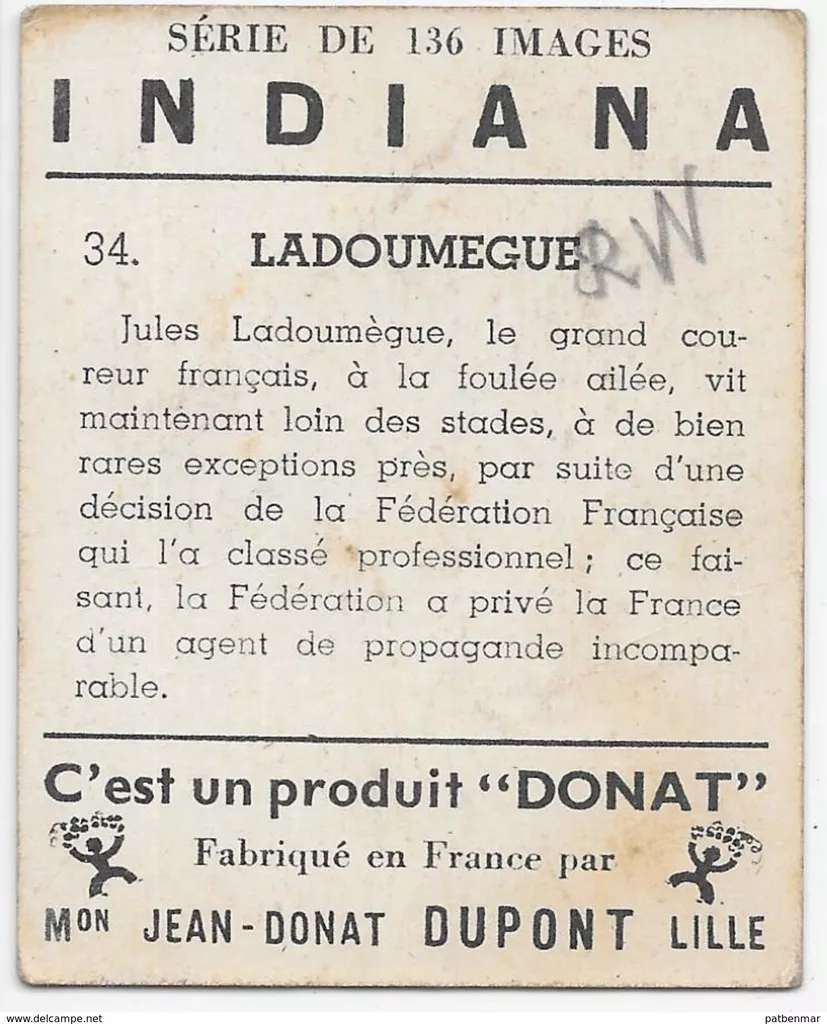 SÉRIE DE 136 IMAGES
INDIANA
34. LADOUMEGUE
RW
Jules Ladoumègue, le grand cou-
reur français, à la foulée ailée, vit
maintenant loin des stades, à de bien
rares exceptions près, par suite d'une
décision de la Fédération Française
qui l'a classé professionnel ; ce fai-
sant, la Fédération a privé la France
d'un agent de propagande incompa-
rable.
C'est un produit “DONAT”
Fabriqué en France par
MON JEAN-DONAT DUPONT LILLE
www.delcampe.net
patbenmar